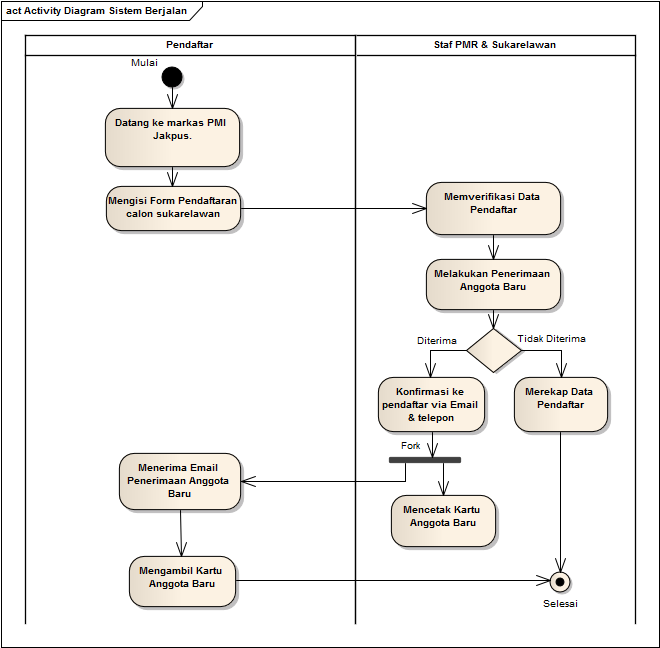 act Activity Diagram Sistem Berjalan
Pendaftar
Staf PMR & Sukarelawan
Mulai
Datang ke markas PMI
Jakpus.
Mengisi Form Pendaftaran
calon sukarelawan
Memverifikasi Data
Pendaftar
Melakukan Penerimaan
Anggota Baru
Diterima
Tidak Diterima
Konfirmasi ke
pendaftar via Email
& telepon
Merekap Data
Pendaftar
Fork
Menerima Email
Penerimaan Anggota
Baru
Mencetak Kartu
Anggota Baru
Mengambil Kartu
Anggota Baru
Selesai